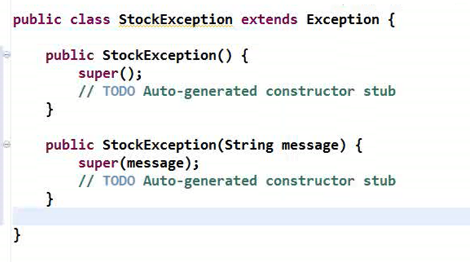 public class StockException extends Exception {
public StockException() {
super();
// TODO Auto-generated constructor stub
}
public StockException(String message) {
super(message);
// TODO Auto-generated constructor stub
}
}